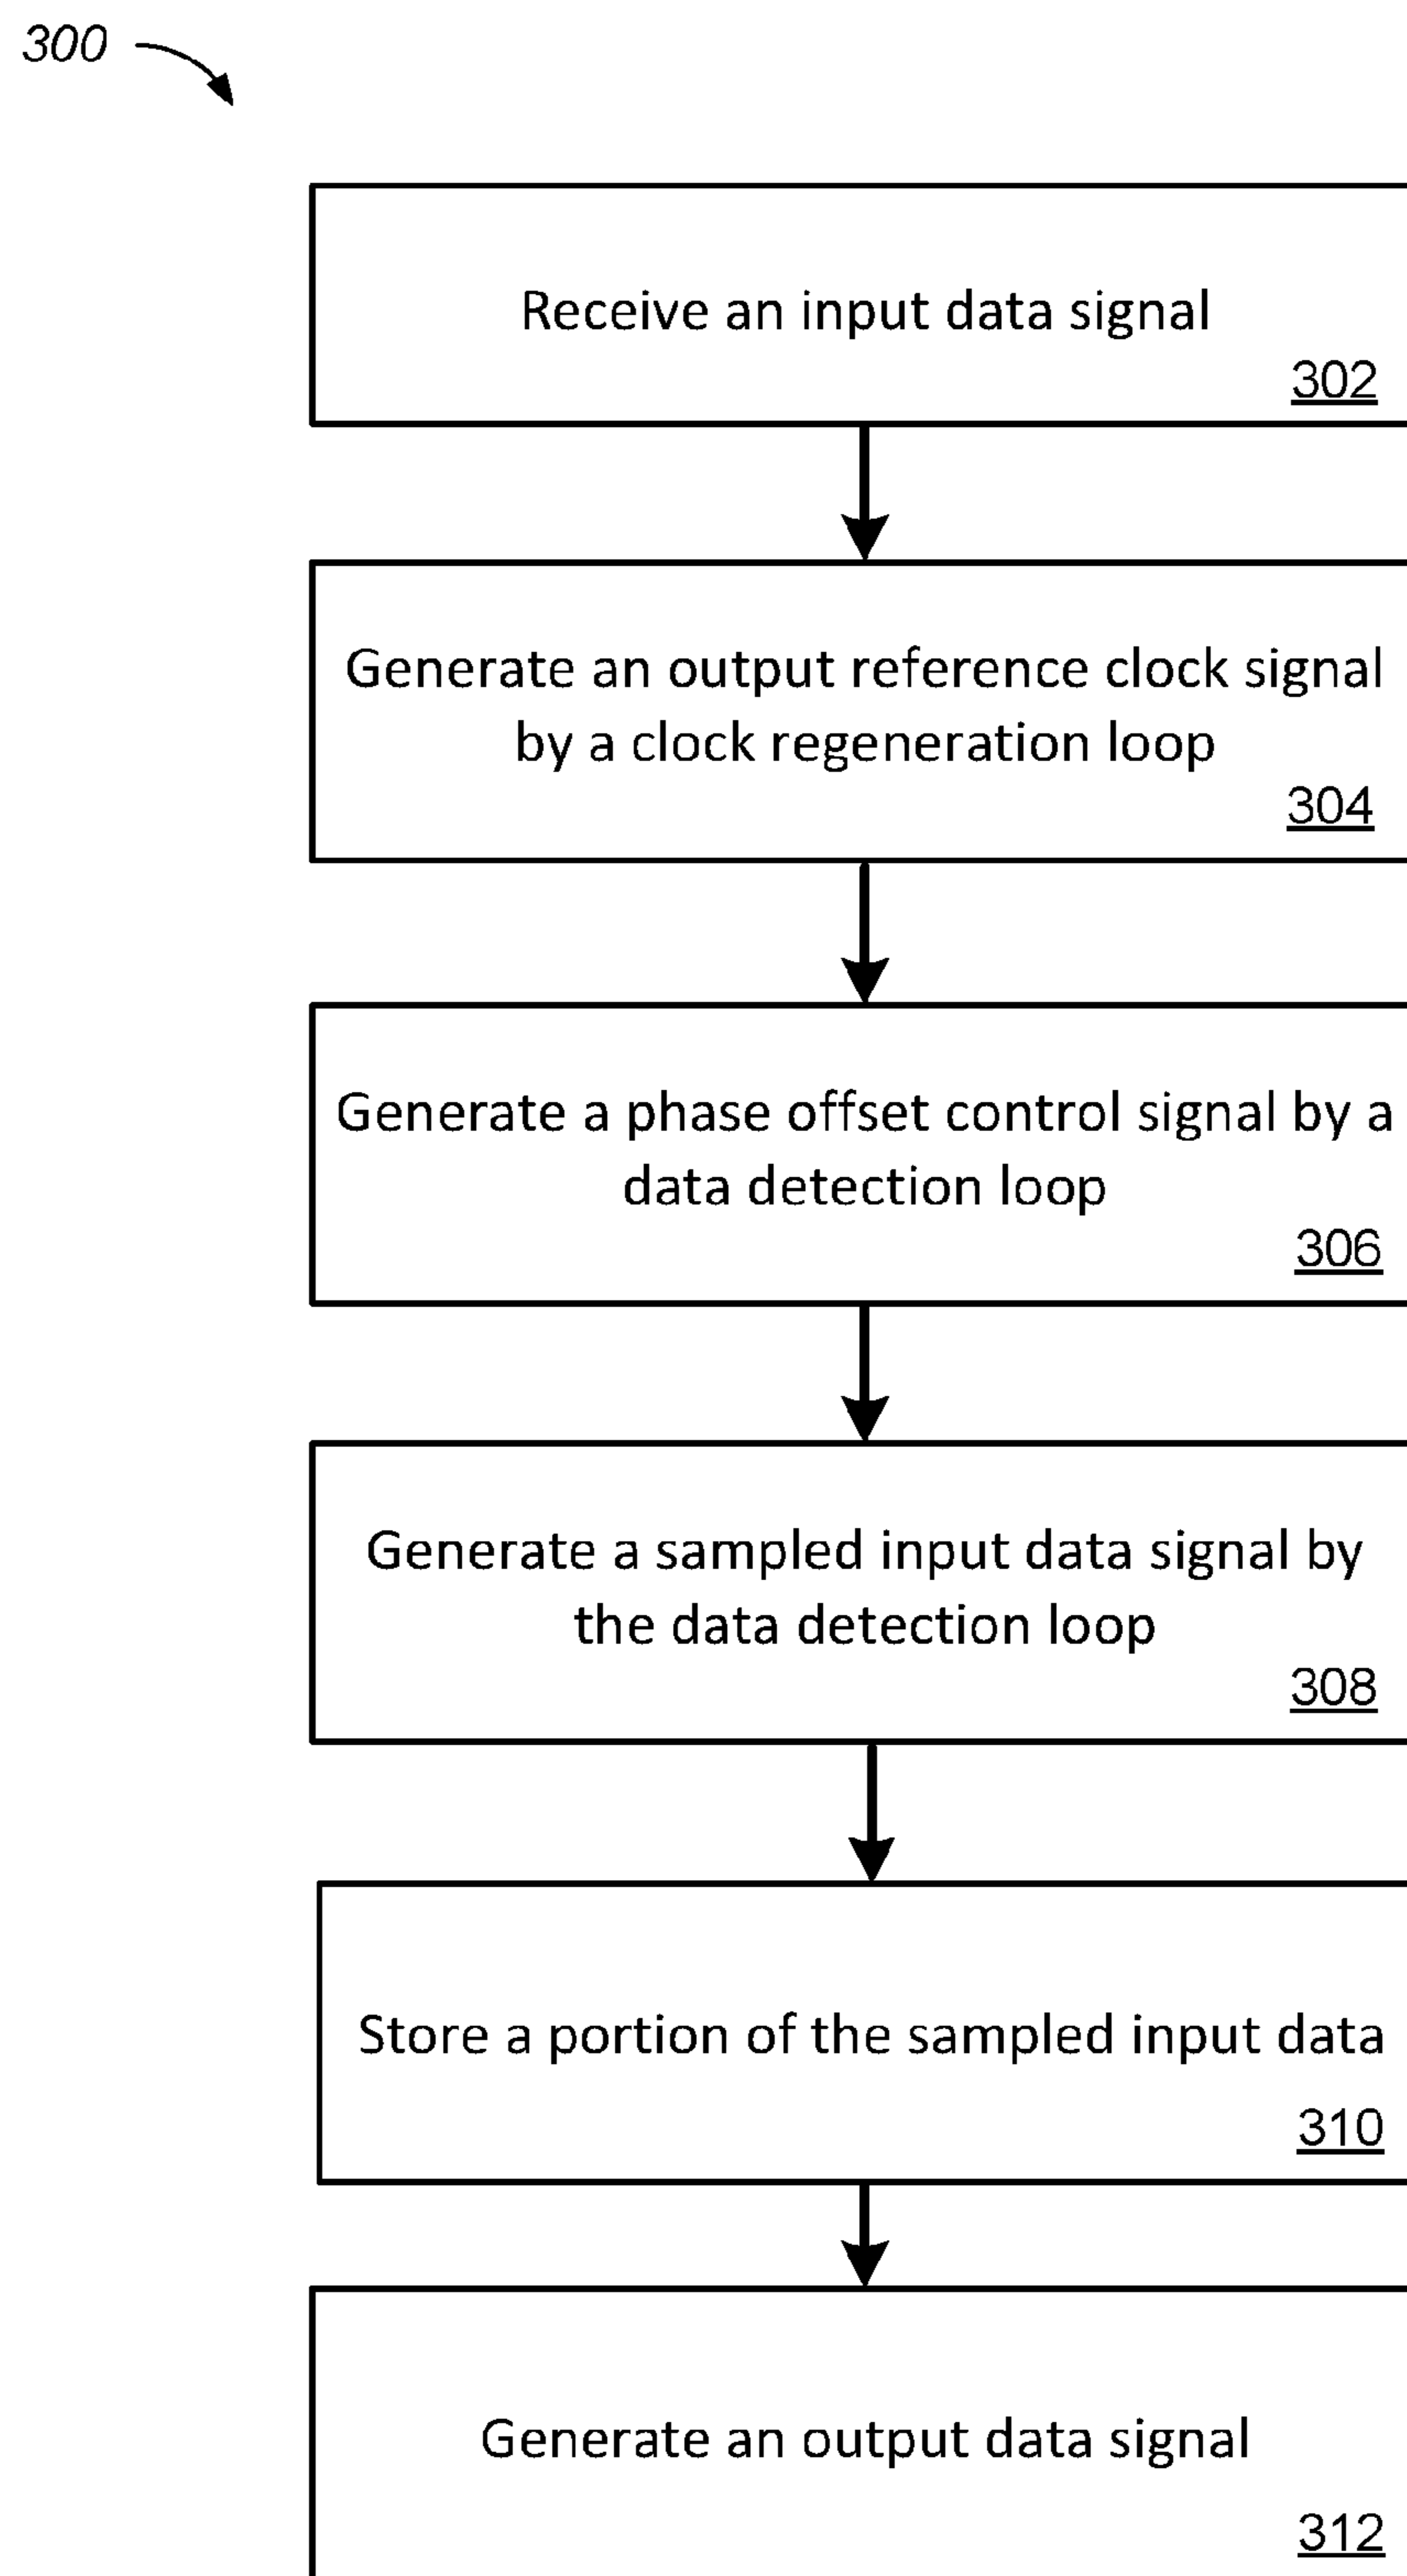 300
Receive an input data signal
302
Generate an output reference clock signal
by a clock regeneration loop
304
Generate a phase offset control signal by a
data detection loop
306
Generate a sampled input data signal by
the data detection loop
308
Store a portion of the sampled input data
310
Generate an output data signal
312